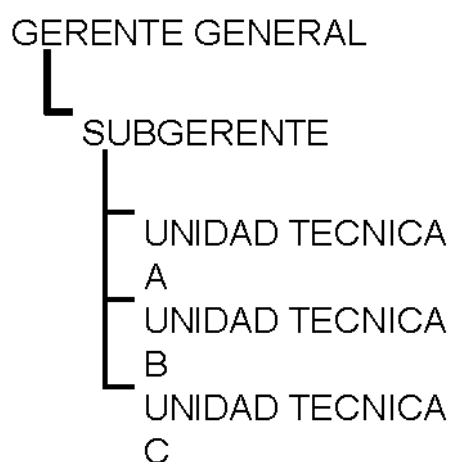 GERENTE GENERAL
SUBGERENTE
UNIDAD TECNICA
A
UNIDAD TECNICA
B
UNIDAD TECNICA
C